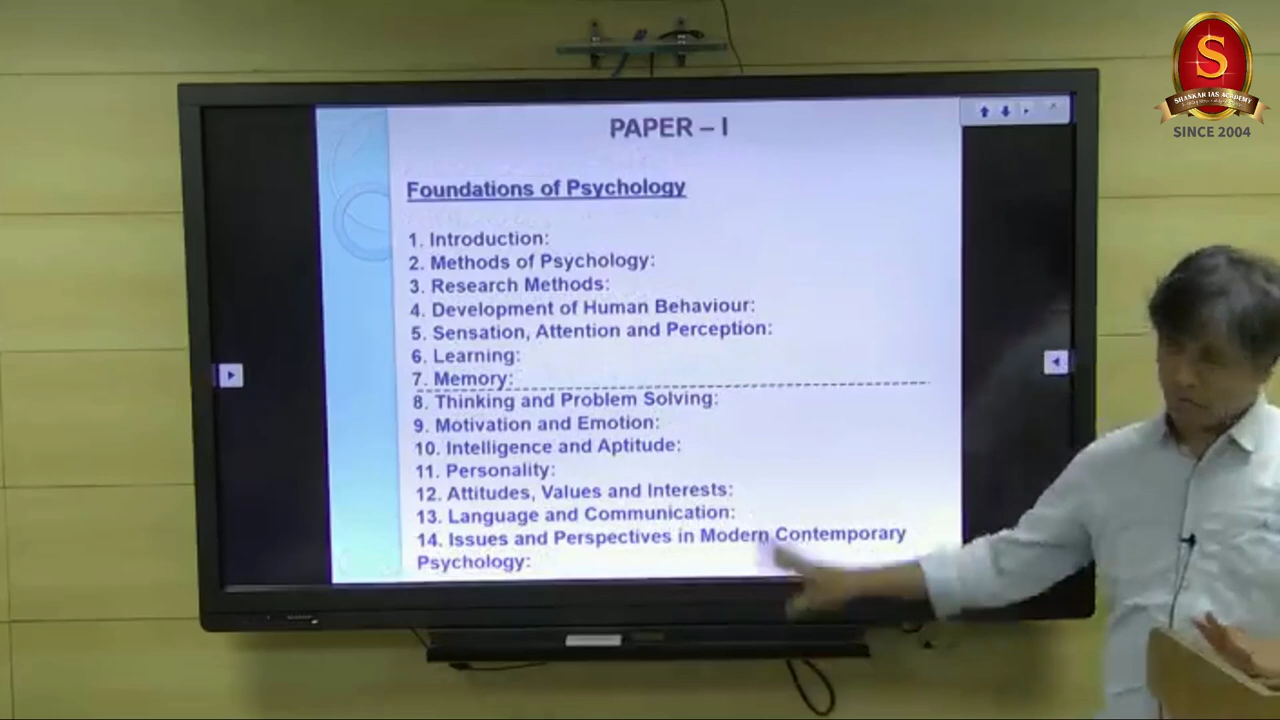 S
SHANKAR IAS ACADEMY
SINCE 2004
PAPER – I
Foundations of Psychology
1. Introduction:
2. Methods of Psychology:
3. Research Methods:
4. Development of Human Behaviour:
5. Sensation, Attention and Perception:
6. Learning:
7. Memory:
8. Thinking and Problem Solving:
9. Motivation and Emotion:
10. Intelligence and Aptitude:
11. Personality:
12. Attitudes, Values and Interests:
13. Language and Communication:
14. Issues and Perspectives in Modern Contemporary
Psychology: